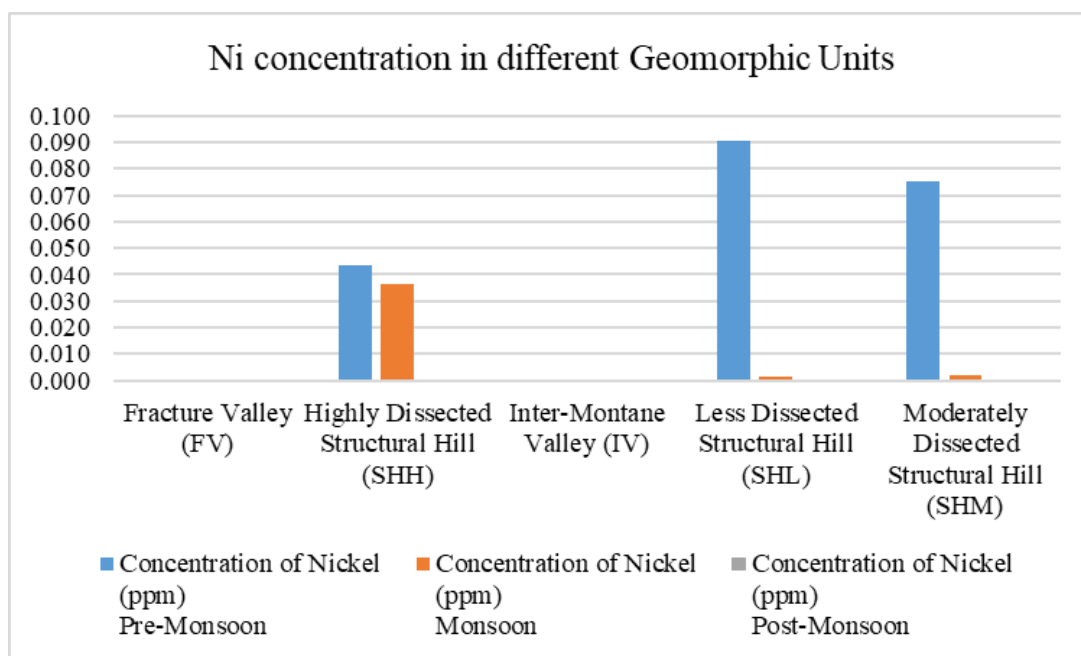 Ni concentration in different Geomorphic Units
0.100
0.090
0.080
0.070
0.060
0.050
0.040
0.030
0.020
0.010
0.000
Fracture Valley
(FV)
Highly Dissected
Structural Hill
(SHH)
Inter-Montane
Valley (IV)
Less Dissected
Structural Hill
(SHL)
Moderately
Dissected
Structural Hill
(SHM)
Concentration of Nickel
(ppm)
Pre-Monsoon
Concentration of Nickel
(ppm)
Monsoon
Concentration of Nickel
(ppm)
Post-Monsoon